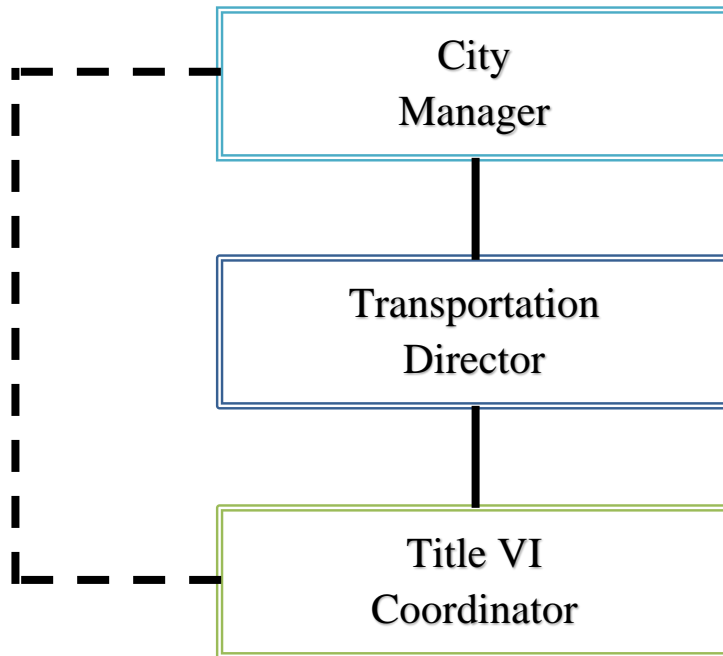 City
Manager
Transportation
Director
Title VI
Coordinator